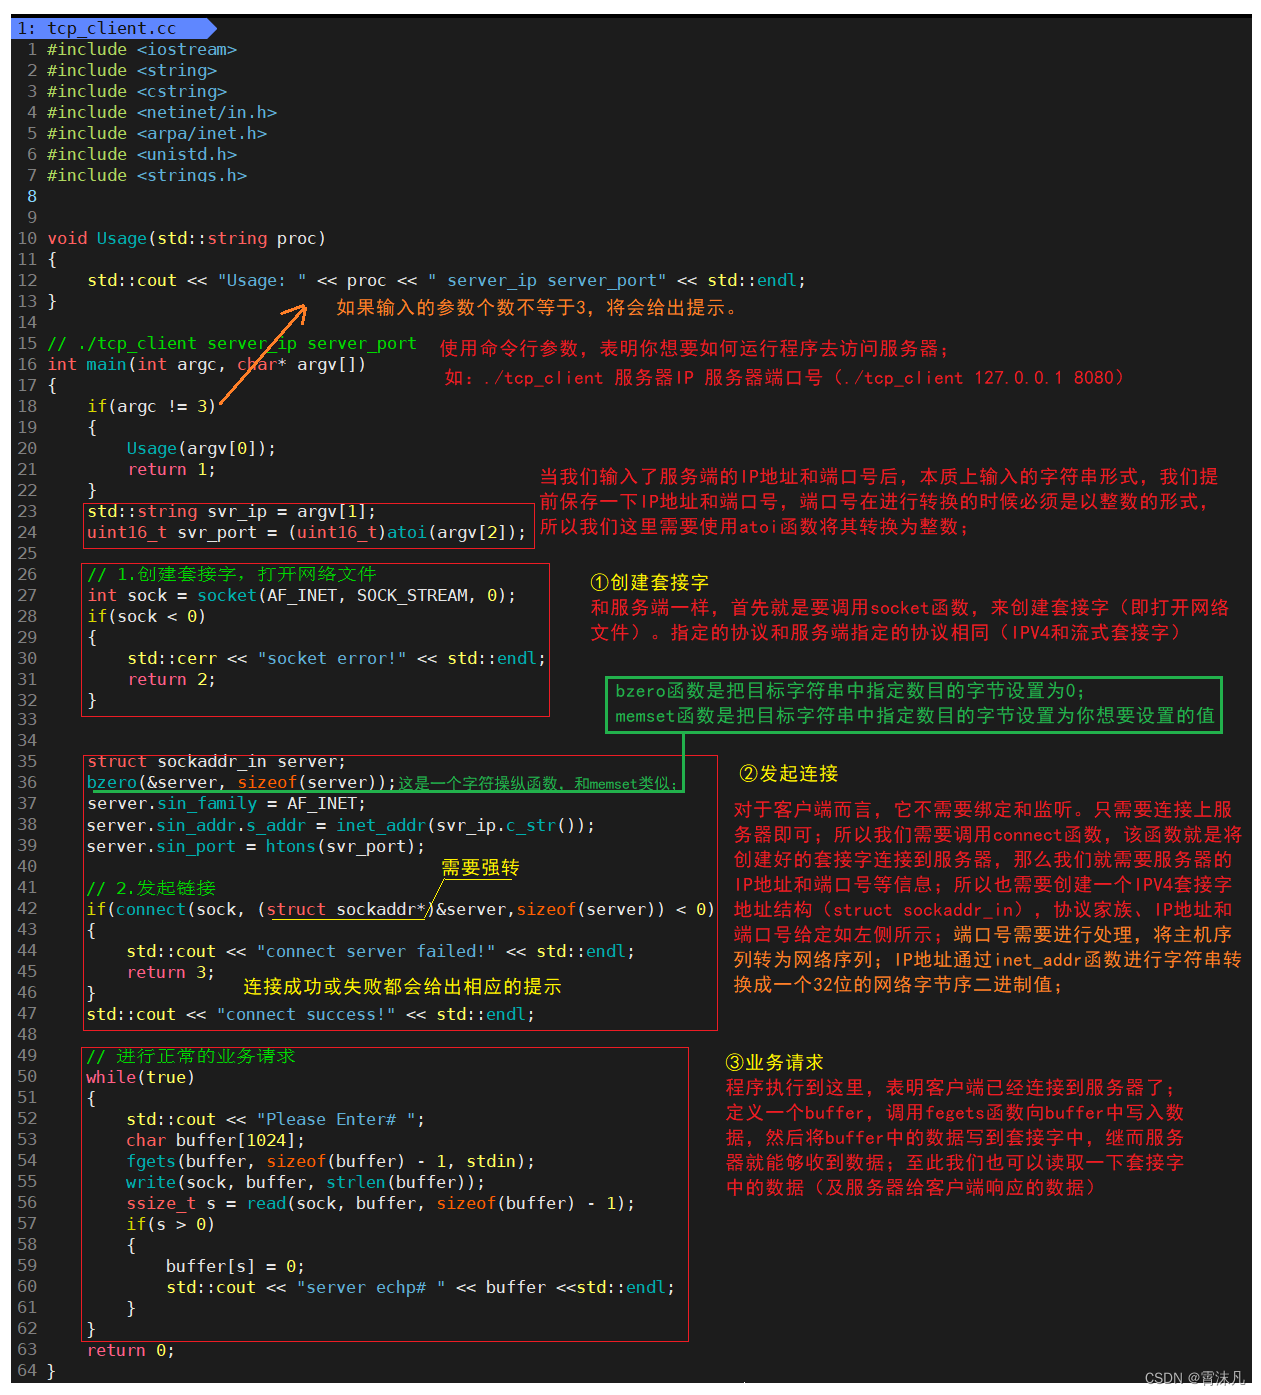 1: tcp_client.cc
1 #include <iostream>
2 #include <string>
3 #include <cstring>
4 #include <netinet/in.h>
5 #include <arpa/inet.h>
6 #include <unistd.h>
7 #include <strings.h>
8
9
10 void Usage(std::string proc)
11 {
12     std::cout << "Usage: " << proc << " server_ip server_port" << std::endl;
13 }
如果输入的参数个数不等于3，将会给出提示。
14
15 // ./tcp_client server_ip server_port
使用命令行参数，表明你想要如何运行程序去访问服务器；
16 int main(int argc, char* argv[])
如：./tcp_client 服务器IP 服务器端口号（./tcp_client 127.0.0.1 8080）
17 {
18     if(argc != 3)
19     {
20         Usage(argv[0]);
21         return 1;
22     }
当我们输入了服务端的IP地址和端口号后，本质上输入的字符串形式，我们提
前保存一下IP地址和端口号，端口号在进行转换的时候必须是以整数的形式，
所以我们这里需要使用atoi函数将其转换为整数；
23     std::string svr_ip = argv[1];
24     uint16_t svr_port = (uint16_t)atoi(argv[2]);
25
26     // 1.创建套接字，打开网络文件
27     int sock = socket(AF_INET, SOCK_STREAM, 0);
28     if(sock < 0)
29     {
30         std::cerr << "socket error!" << std::endl;
31         return 2;
32     }
33
34
①创建套接字
和服务端一样，首先就是要调用socket函数，来创建套接字（即打开网络
文件）。指定的协议和服务端指定的协议相同（IPV4和流式套接字）
bzero函数是把目标字符串中指定数目的字节设置为0；
memset函数是把目标字符串中指定数目的字节设置为你想要设置的值
35     struct sockaddr_in server;
36     bzero(&server, sizeof(server));这是一个字符操纵函数，和memset类似；
37     server.sin_family = AF_INET;
38     server.sin_addr.s_addr = inet_addr(svr_ip.c_str());
39     server.sin_port = htons(svr_port);
40
需要强转
41     // 2.发起链接
42     if(connect(sock, (struct sockaddr*)&server,sizeof(server)) < 0)
43     {
44         std::cout << "connect server failed!" << std::endl;
45         return 3;
46     }
连接成功或失败都会给出相应的提示
47     std::cout << "connect success!" << std::endl;
48
②发起连接
对于客户端而言，它不需要绑定和监听。只需要连接上服
务器即可；所以我们需要调用connect函数，该函数就是将
创建好的套接字连接到服务器，那么我们就需要服务器的
IP地址和端口号等信息；所以也需要创建一个IPV4套接字
地址结构（struct sockaddr_in），协议家族、IP地址和
端口号给定如左侧所示；端口号需要进行处理，将主机序
列转为网络序列；IP地址通过inet_addr函数进行字符串转
换成一个32位的网络字节序二进制值；
49     // 进行正常的业务请求
50     while(true)
51     {
52         std::cout << "Please Enter# ";
53         char buffer[1024];
54         fgets(buffer, sizeof(buffer) - 1, stdin);
55         write(sock, buffer, strlen(buffer));
56         ssize_t s = read(sock, buffer, sizeof(buffer) - 1);
57         if(s > 0)
58         {
59             buffer[s] = 0;
60             std::cout << "server echp# " << buffer <<std::endl;
61         }
62     }
63     return 0;
64 }
③业务请求
程序执行到这里，表明客户端已经连接到服务器了；
定义一个buffer，调用fegets函数向buffer中写入数
据，然后将buffer中的数据写到套接字中，继而服务
器就能够收到数据；至此我们也可以读取一下套接字
中的数据（及服务器给客户端响应的数据）
CSDN @霄沫凡